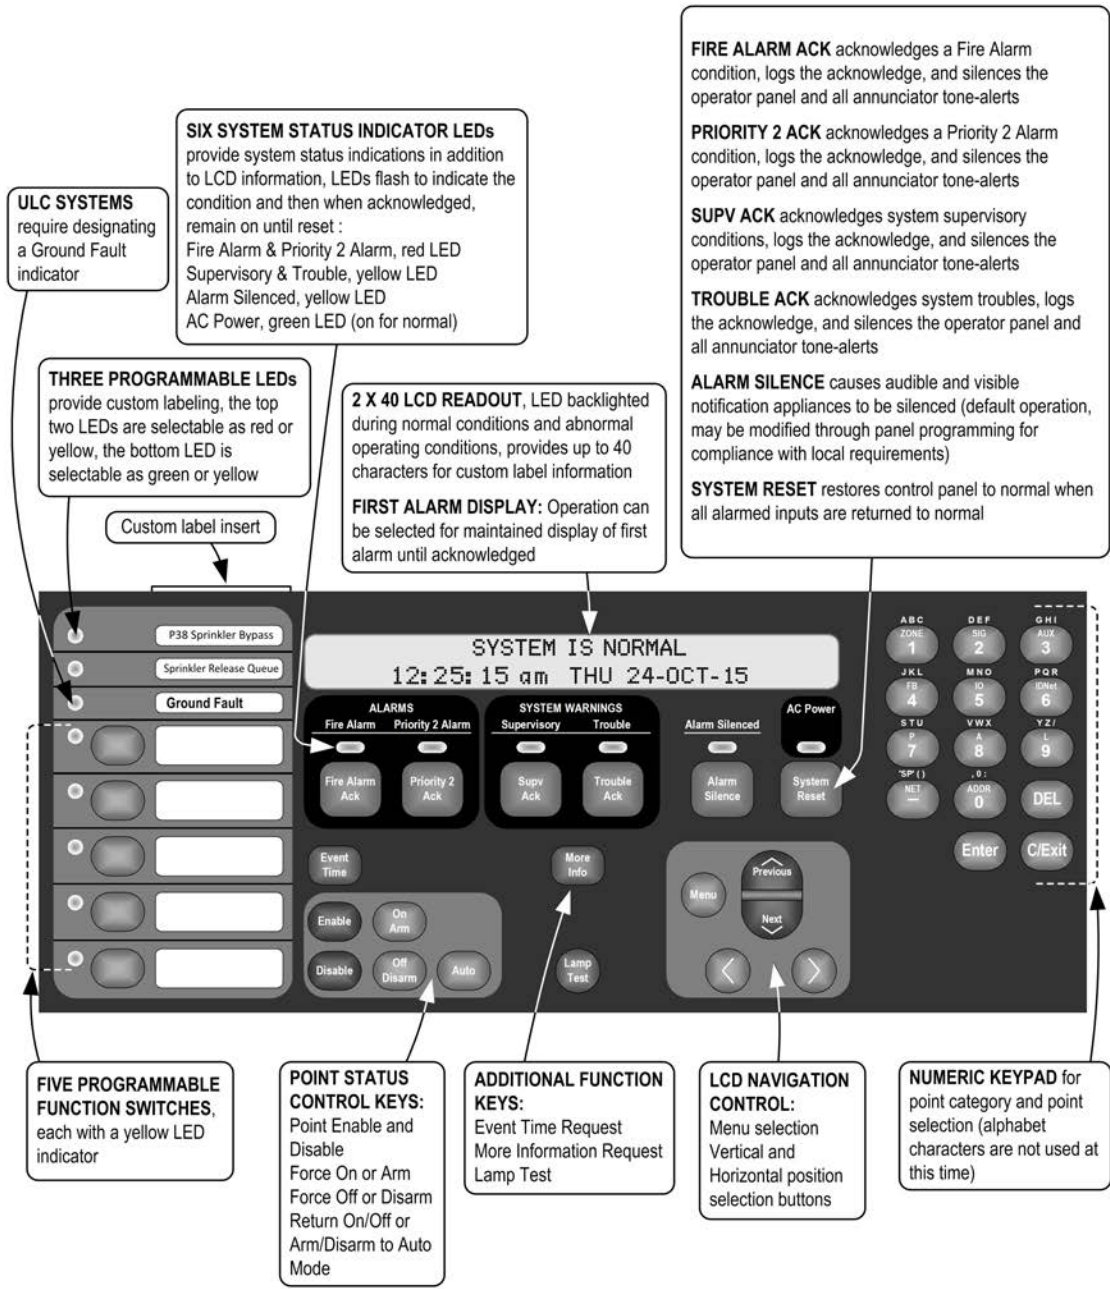 FIRE ALARM ACK acknowledges a Fire Alarm
condition, logs the acknowledge, and silences the
operator panel and all annunciator tone-alerts
PRIORITY 2 ACK acknowledges a Priority 2 Alarm
condition, logs the acknowledge, and silences the
operator panel and all annunciator tone-alerts
SUPV ACK acknowledges system supervisory
conditions, logs the acknowledge, and silences the
operator panel and all annunciator tone-alerts
TROUBLE ACK acknowledges system troubles, logs
the acknowledge, and silences the operator panel and
all annunciator tone-alerts
ALARM SILENCE causes audible and visible
notification appliances to be silenced (default operation,
may be modified through panel programming for
compliance with local requirements)
SYSTEM RESET restores control panel to normal when
all alarmed inputs are returned to normal
SIX SYSTEM STATUS INDICATOR LEDs
provide system status indications in addition
to LCD information, LEDs flash to indicate the
condition and then when acknowledged,
remain on until reset :
Fire Alarm & Priority 2 Alarm, red LED
Supervisory & Trouble, yellow LED
Alarm Silenced, yellow LED
AC Power, green LED (on for normal)
ULC SYSTEMS
require designating
a Ground Fault
indicator
THREE PROGRAMMABLE LEDs
provide custom labeling, the top
two LEDs are selectable as red or
yellow, the bottom LED is
selectable as green or yellow
2 X 40 LCD READOUT, LED backlighted
during normal conditions and abnormal
operating conditions, provides up to 40
characters for custom label information
FIRST ALARM DISPLAY: Operation can
be selected for maintained display of first
alarm until acknowledged
Custom label insert
P38 Sprinkler Bypass
Sprinkler Release Queue
Ground Fault
SYSTEM IS NORMAL
12:25:15 am THU 24-OCT-15
ALARMS
Fire Alarm Priority 2 Alarm
SYSTEM WARNINGS
Supervisory Trouble
Alarm Silenced
AC Power
Fire Alarm
Ack
Priority 2
Ack
Supv
Ack
Trouble
Ack
Alarm
Silence
System
Reset
ABC DEF GHI
ZONE SIG AUX
1 2 3
JKL MNO PQR
FB IO IDNet
4 5 6
STU VWX YZ/
P A L
7 8 9
"SP' ( ) , 0 :
NET ADDR
— 0 DEL
Enter C/Exit
Event
Time
More
Info
Enable
On
Arm
Disable
Off
Disarm
Auto
Lamp
Test
Menu
Previous
Next
FIVE PROGRAMMABLE
FUNCTION SWITCHES,
each with a yellow LED
indicator
POINT STATUS
CONTROL KEYS:
Point Enable and
Disable
Force On or Arm
Force Off or Disarm
Return On/Off or
Arm/Disarm to Auto
Mode
ADDITIONAL FUNCTION
KEYS:
Event Time Request
More Information Request
Lamp Test
LCD NAVIGATION
CONTROL:
Menu selection
Vertical and
Horizontal position
selection buttons
NUMERIC KEYPAD for
point category and point
selection (alphabet
characters are not used at
this time)